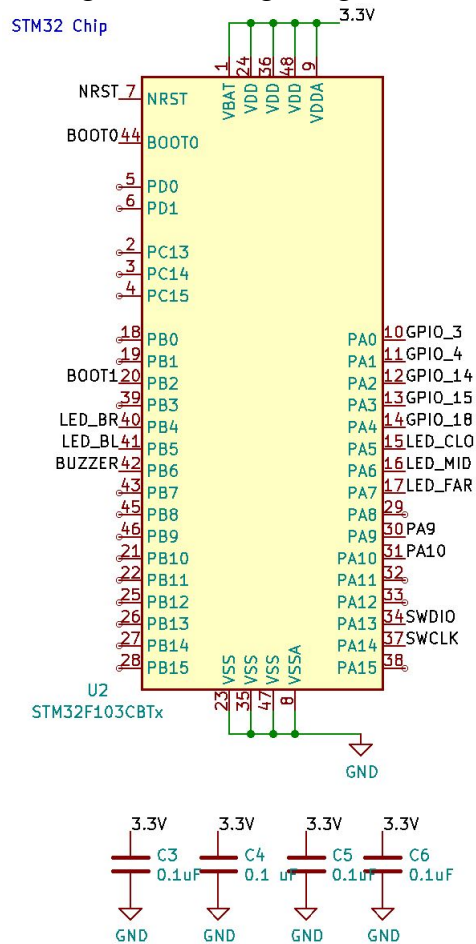 STM32 Chip
3.3V
1 24 36 48 9
VBAT VDD VDD VDD VDDA
NRST 7 NRST
BOOT0 44 BOOT0
5 PD0
6 PD1
2 PC13
3 PC14
4 PC15
18 PB0 PA0 10 GPIO_3
19 PB1 PA1 11 GPIO_4
BOOT1 20 PB2 PA2 12 GPIO_14
39 PB3 PA3 13 GPIO_15
LED_BR 40 PB4 PA4 14 GPIO_18
LED_BL 41 PB5 PA5 15 LED_CLO
BUZZER 42 PB6 PA6 16 LED_MID
43 PB7 PA7 17 LED_FAR
45 PB8 PA8 29
46 PB9 PA9 30 PA9
21 PB10 PA10 31 PA10
22 PB11 PA11 32
25 PB12 PA12 33
26 PB13 PA13 34 SWDIO
27 PB14 PA14 37 SWCLK
28 PB15 PA15 38
VSS VSS VSS VSSA
23 35 47 8
U2
STM32F103CBTx
GND
3.3V 3.3V 3.3V 3.3V
C3 C4 C5 C6
0.1uF 0.1 uF 0.1uF 0.1uF
GND GND GND GND